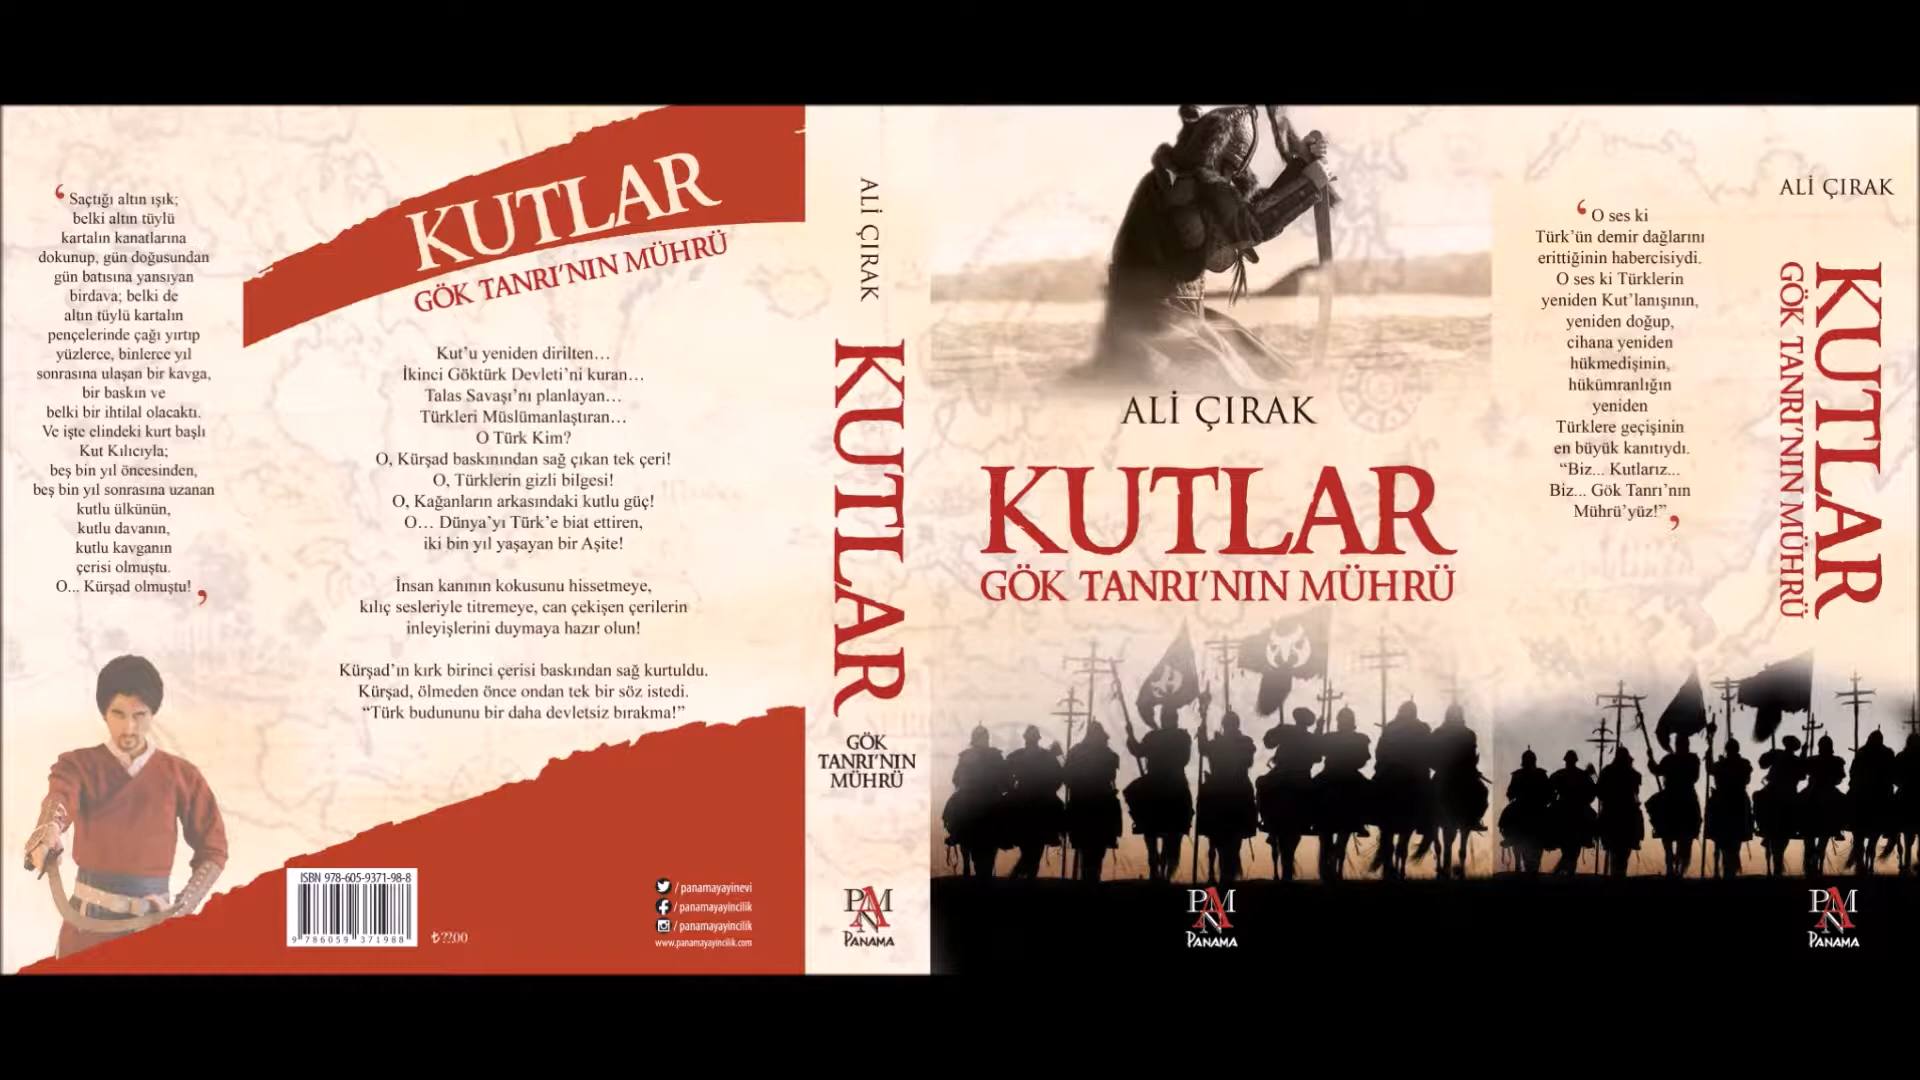 ‘ Saçtığı altın ışık;
belki altın tüylü
kartalın kanatlarına
dokunup, gün doğusundan
gün batısına yansıyan
birdava; belki de
altın tüylü kartalın
pençelerinde çağı yırtıp
yüzlerce, binlerce yıl
sonrasına ulaşan bir kavga,
bir baskın ve
belki bir ihtilal olacaktı.
Ve işte elindeki kurt başlı
Kut Kılıcıyla;
beş bin yıl öncesinden,
beş bin yıl sonrasına uzanan
kutlu ülkünün,
kutlu davanın,
kutlu kavganın
çerisi olmuştu.
O... Kürşad olmuştu! ’
KUTLAR
GÖK TANRI’NIN MÜHRÜ
Kut’u yeniden dirilten…
İkinci Göktürk Devleti’ni kuran…
Talas Savaşı’nı planlayan…
Türkleri Müslümanlaştıran…
O Türk Kim?
O, Kürşad baskınından sağ çıkan tek çeri!
O, Türklerin gizli bilgesi!
O, Kağanların arkasındaki kutlu güç!
O… Dünya’yı Türk’e biat ettiren,
iki bin yıl yaşayan bir Aşite!
İnsan kanının kokusunu hissetmeye,
kılıç sesleriyle titremeye, can çekişen çerilerin
inleyişlerini duymaya hazır olun!
Kürşad’ın kırk birinci çerisi baskından sağ kurtuldu.
Kürşad, ölmeden önce ondan tek bir söz istedi.
“Türk budununu bir daha devletsiz bırakma!”
ISBN 978-605-9371-98-8
9 786059 371988
₺??,00
/ panamayayinevi
/ panamayayincilik
/ panamayayincilik
www.panamayayincilik.com
ALİ ÇIRAK
KUTLAR
GÖK
TANRI’NIN
MÜHRÜ
PANAMA
ALİ ÇIRAK
KUTLAR
GÖK TANRI’NIN MÜHRÜ
PANAMA
‘ O ses ki
Türk’ün demir dağlarını
erittiğinin habercisiydi.
O ses ki Türklerin
yeniden Kut’lanışının,
yeniden doğup,
cihana yeniden
hükmedişinin,
hükümranlığın
yeniden
Türklere geçişinin
en büyük kanıtıydı.
“Biz... Kutlarız...
Biz... Gök Tanrı’nın
Mührü’yüz!” ’
ALİ ÇIRAK
KUTLAR
GÖK TANRI’NIN MÜHRÜ
PANAMA